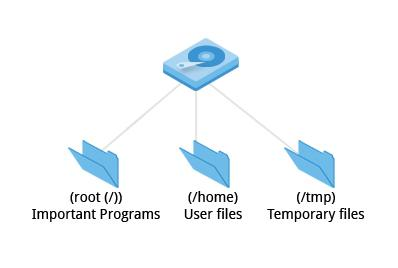 (root (/))
Important Programs
(/home)
User files
(/tmp)
Temporary files